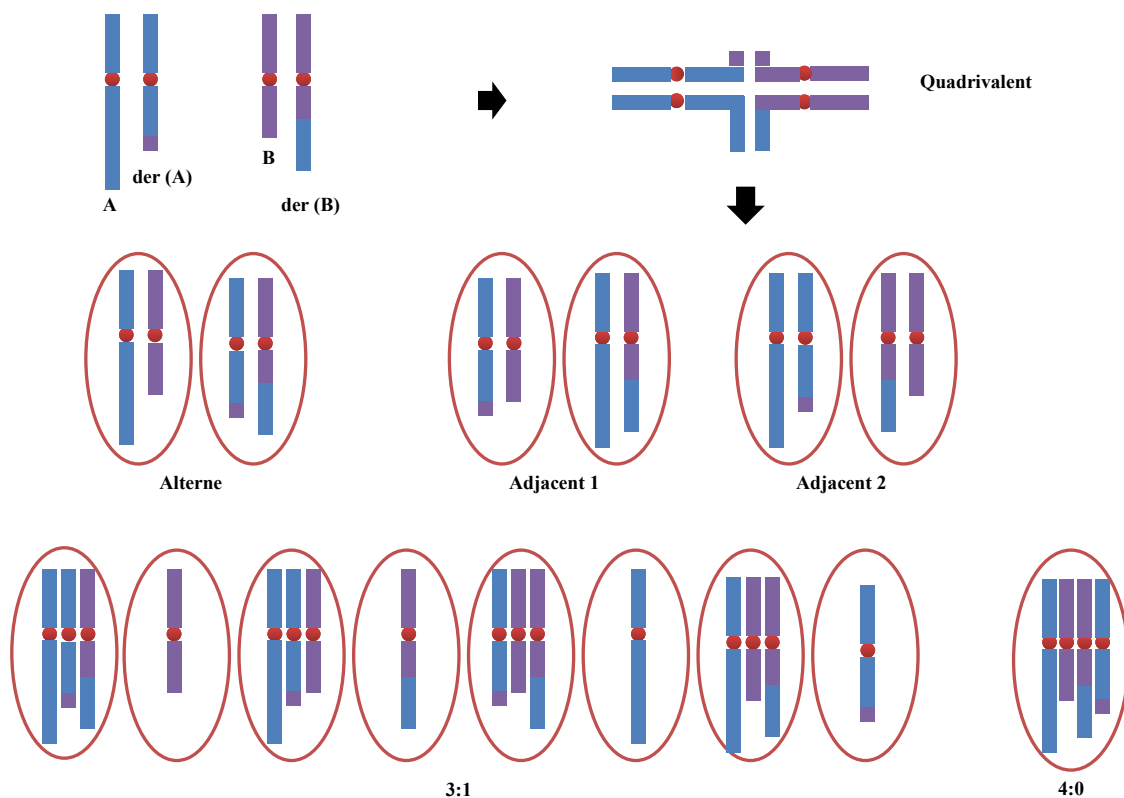 Quadrivalent
B
der (A)
A
der (B)
Alterne
Adjacent 1
Adjacent 2
3:1
4:0